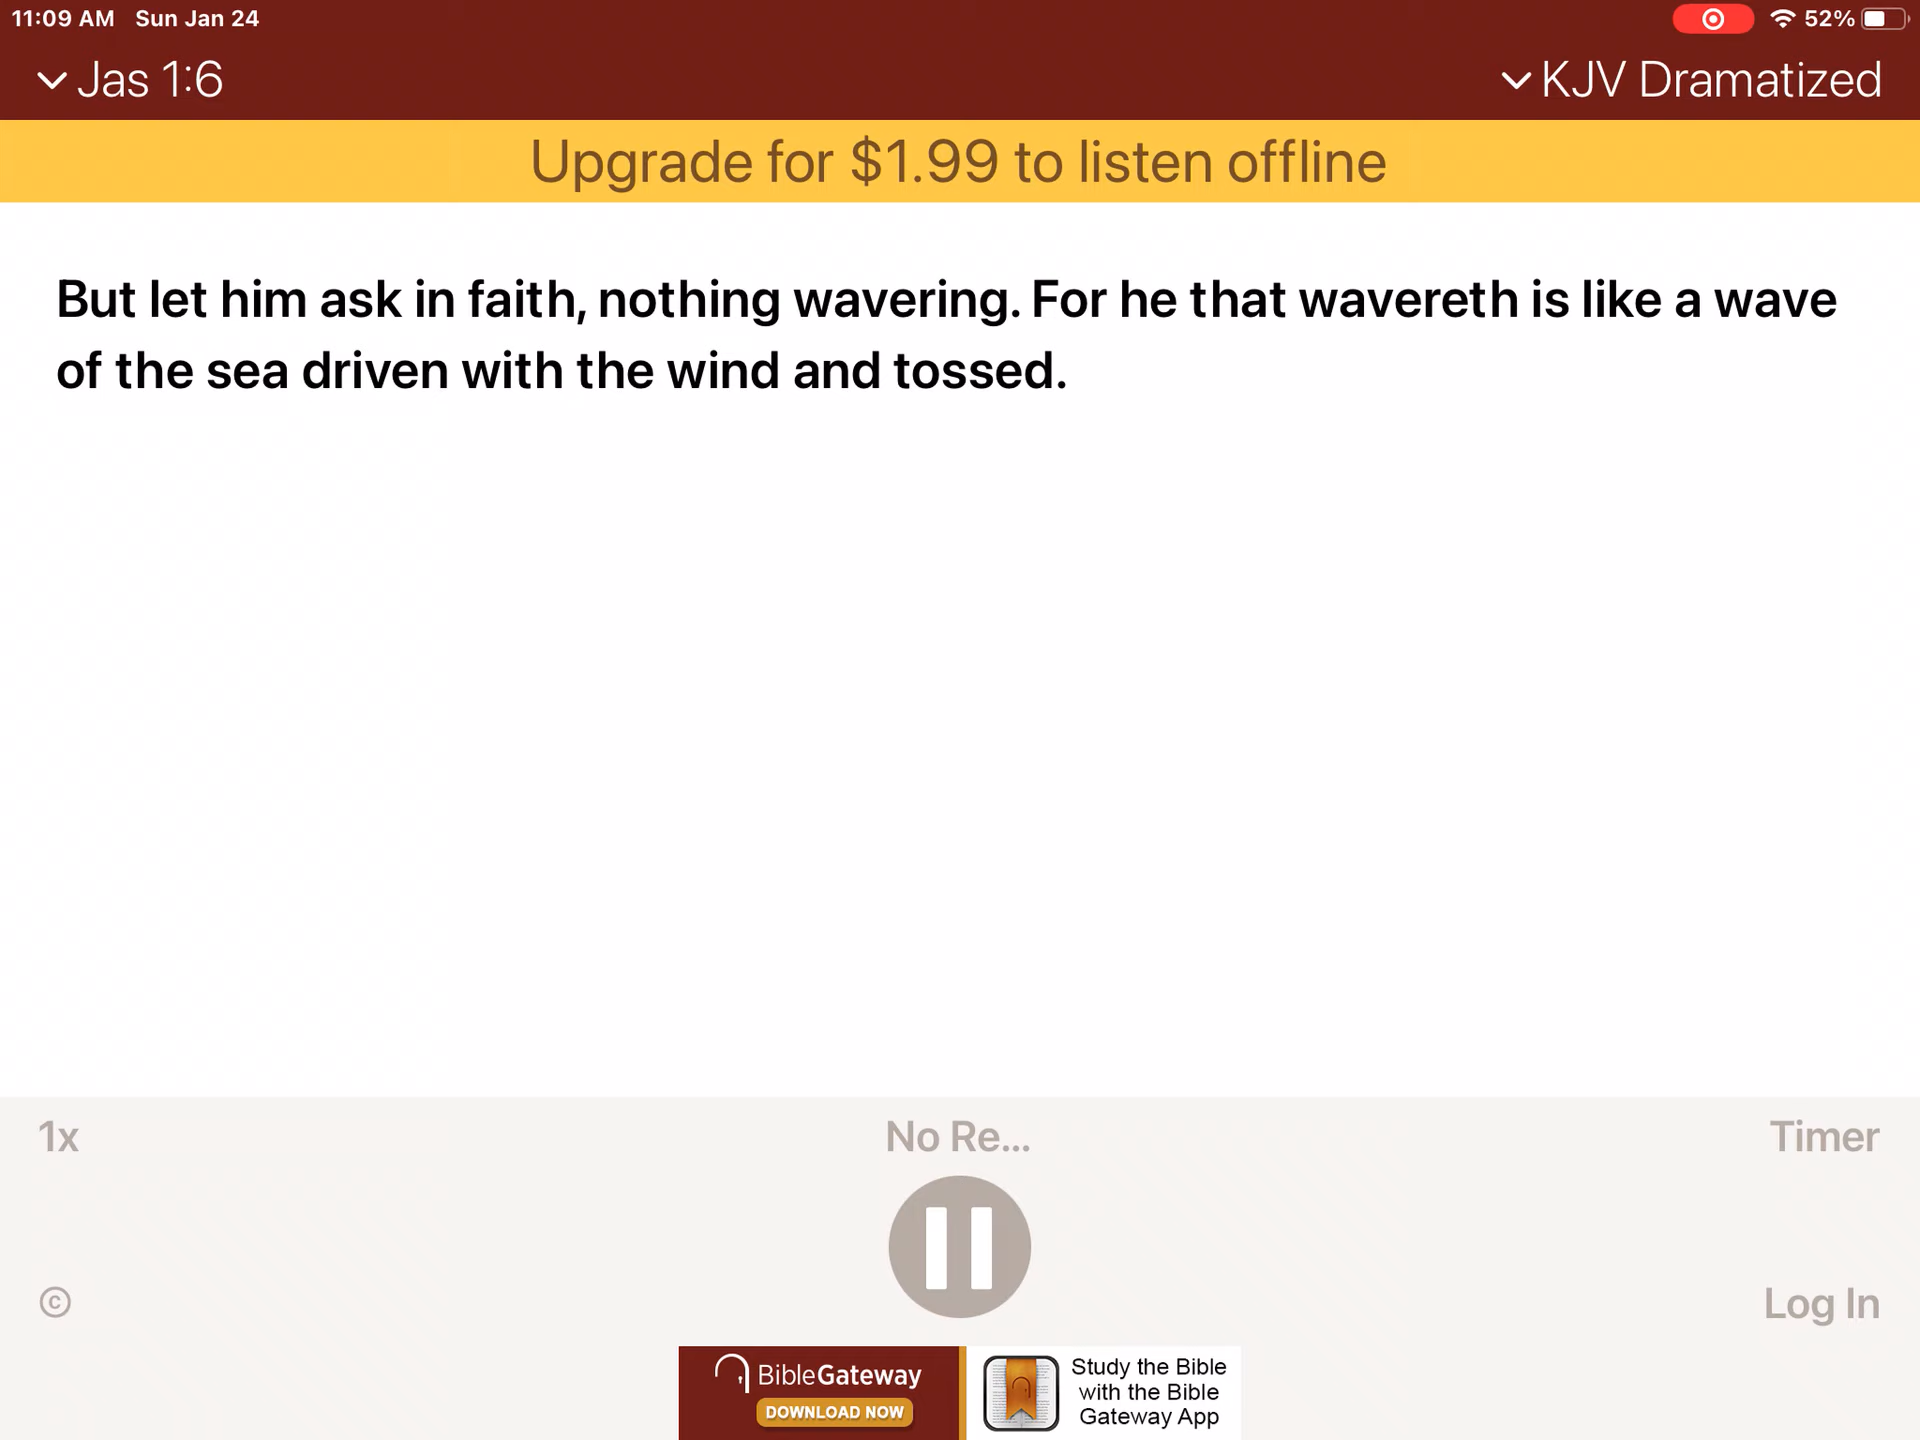 11:09 AM Sun Jan 24 52%
Jas 1:6 KJV Dramatized
Upgrade for $1.99 to listen offline
But let him ask in faith, nothing wavering. For he that wavereth is like a wave
of the sea driven with the wind and tossed.
1x No Re... Timer
© Log In
BibleGateway
DOWNLOAD NOW
Study the Bible
with the Bible
Gateway App